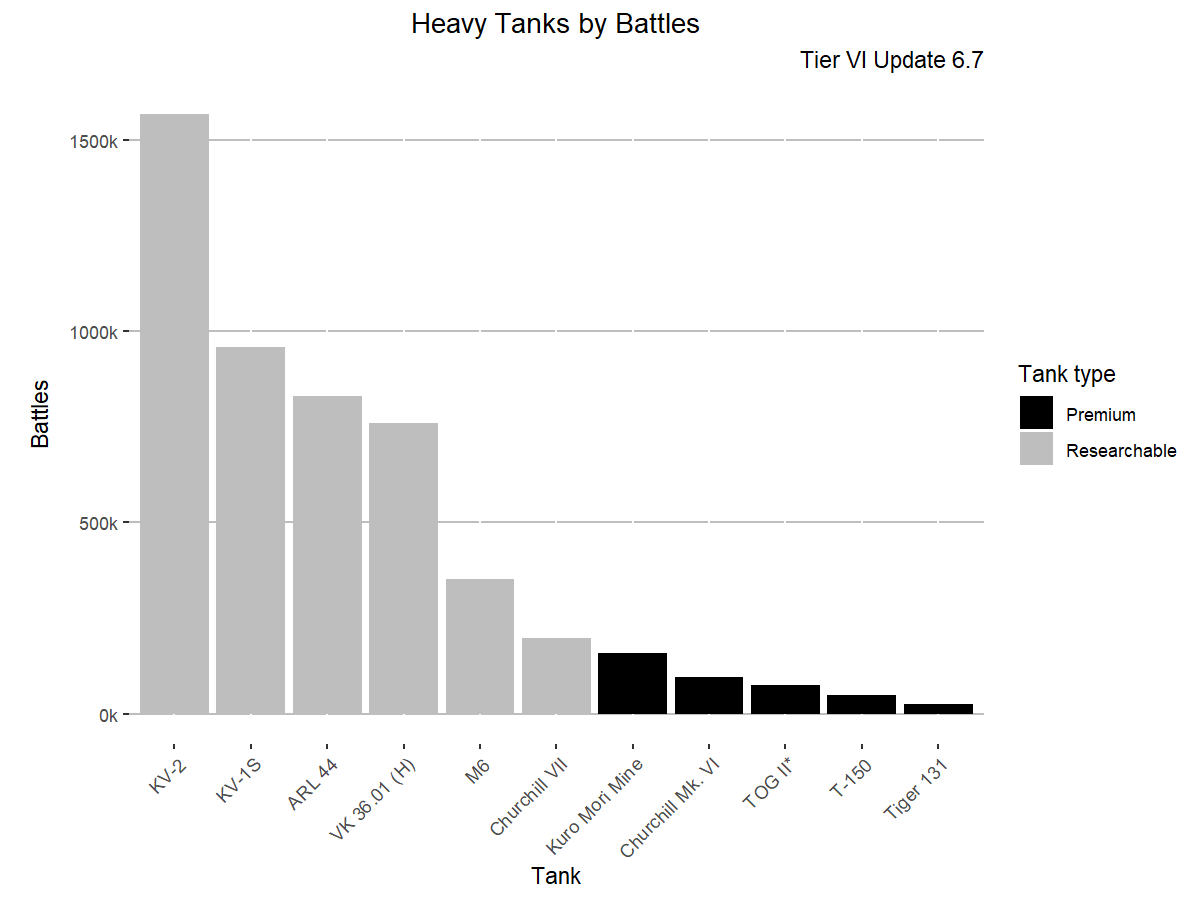 Heavy Tanks by Battles
Tier VI Update 6.7
1500k
1000k
500k
0k
Battles
KV-2
KV-1S
ARL 44
VK 36.01 (H)
M6
Churchill VII
Kuro Mori Mine
Churchill Mk. VI
TOG II*
T-150
Tiger 131
Tank
Tank type
Premium
Researchable